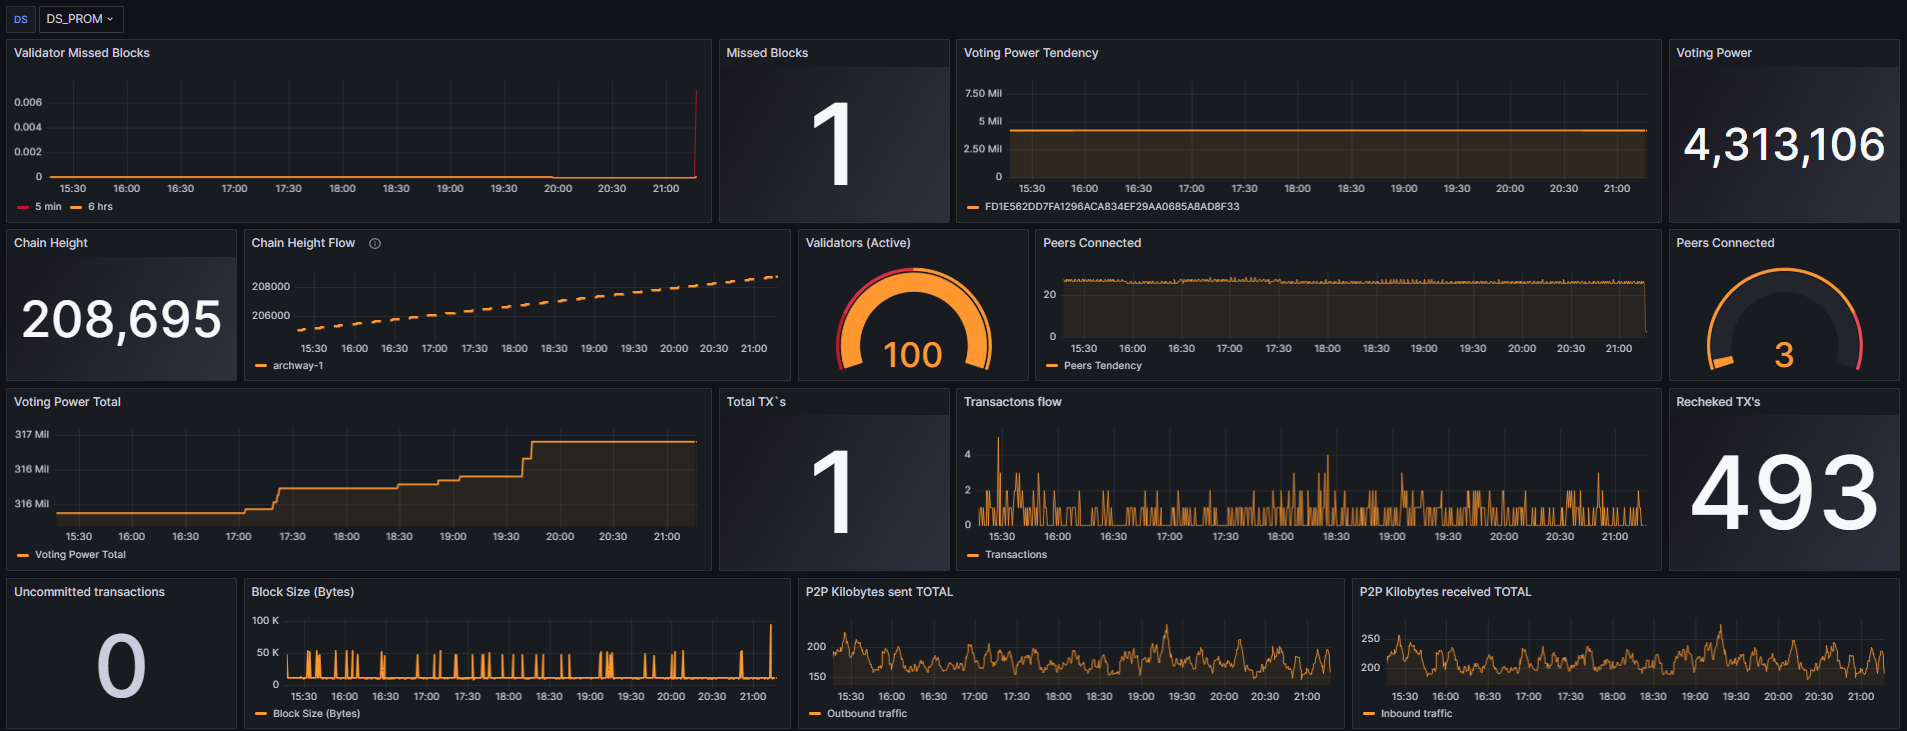 DS DS_PROM
Validator Missed Blocks
0.006
0.004
0.002
0
15:30 16:00 16:30 17:00 17:30 18:00 18:30 19:00 19:30 20:00 20:30 21:00
5 min 6 hrs
Missed Blocks
1
Voting Power Tendency
7.50 Mil
5 Mil
2.50 Mil
0
15:30 16:00 16:30 17:00 17:30 18:00 18:30 19:00 19:30 20:00 20:30 21:00
FD1E562DD7FA1296ACA834EF29AA0685A8AD8F33
Voting Power
4,313,106
Chain Height
208,695
Chain Height Flow
208000
206000
15:30 16:00 16:30 17:00 17:30 18:00 18:30 19:00 19:30 20:00 20:30 21:00
archway-1
Validators (Active)
100
Peers Connected
20
0
15:30 16:00 16:30 17:00 17:30 18:00 18:30 19:00 19:30 20:00 20:30 21:00
Peers Tendency
Peers Connected
3
Voting Power Total
317 Mil
316 Mil
316 Mil
15:30 16:00 16:30 17:00 17:30 18:00 18:30 19:00 19:30 20:00 20:30 21:00
Voting Power Total
Total TX`s
1
Transactons flow
4
2
0
15:30 16:00 16:30 17:00 17:30 18:00 18:30 19:00 19:30 20:00 20:30 21:00
Transactions
Recheked TX's
493
Uncommitted transactions
0
Block Size (Bytes)
100 K
50 K
0
15:30 16:00 16:30 17:00 17:30 18:00 18:30 19:00 19:30 20:00 20:30 21:00
Block Size (Bytes)
P2P Kilobytes sent TOTAL
200
150
15:30 16:00 16:30 17:00 17:30 18:00 18:30 19:00 19:30 20:00 20:30 21:00
Outbound traffic
P2P Kilobytes received TOTAL
250
200
15:30 16:00 16:30 17:00 17:30 18:00 18:30 19:00 19:30 20:00 20:30 21:00
Inbound traffic